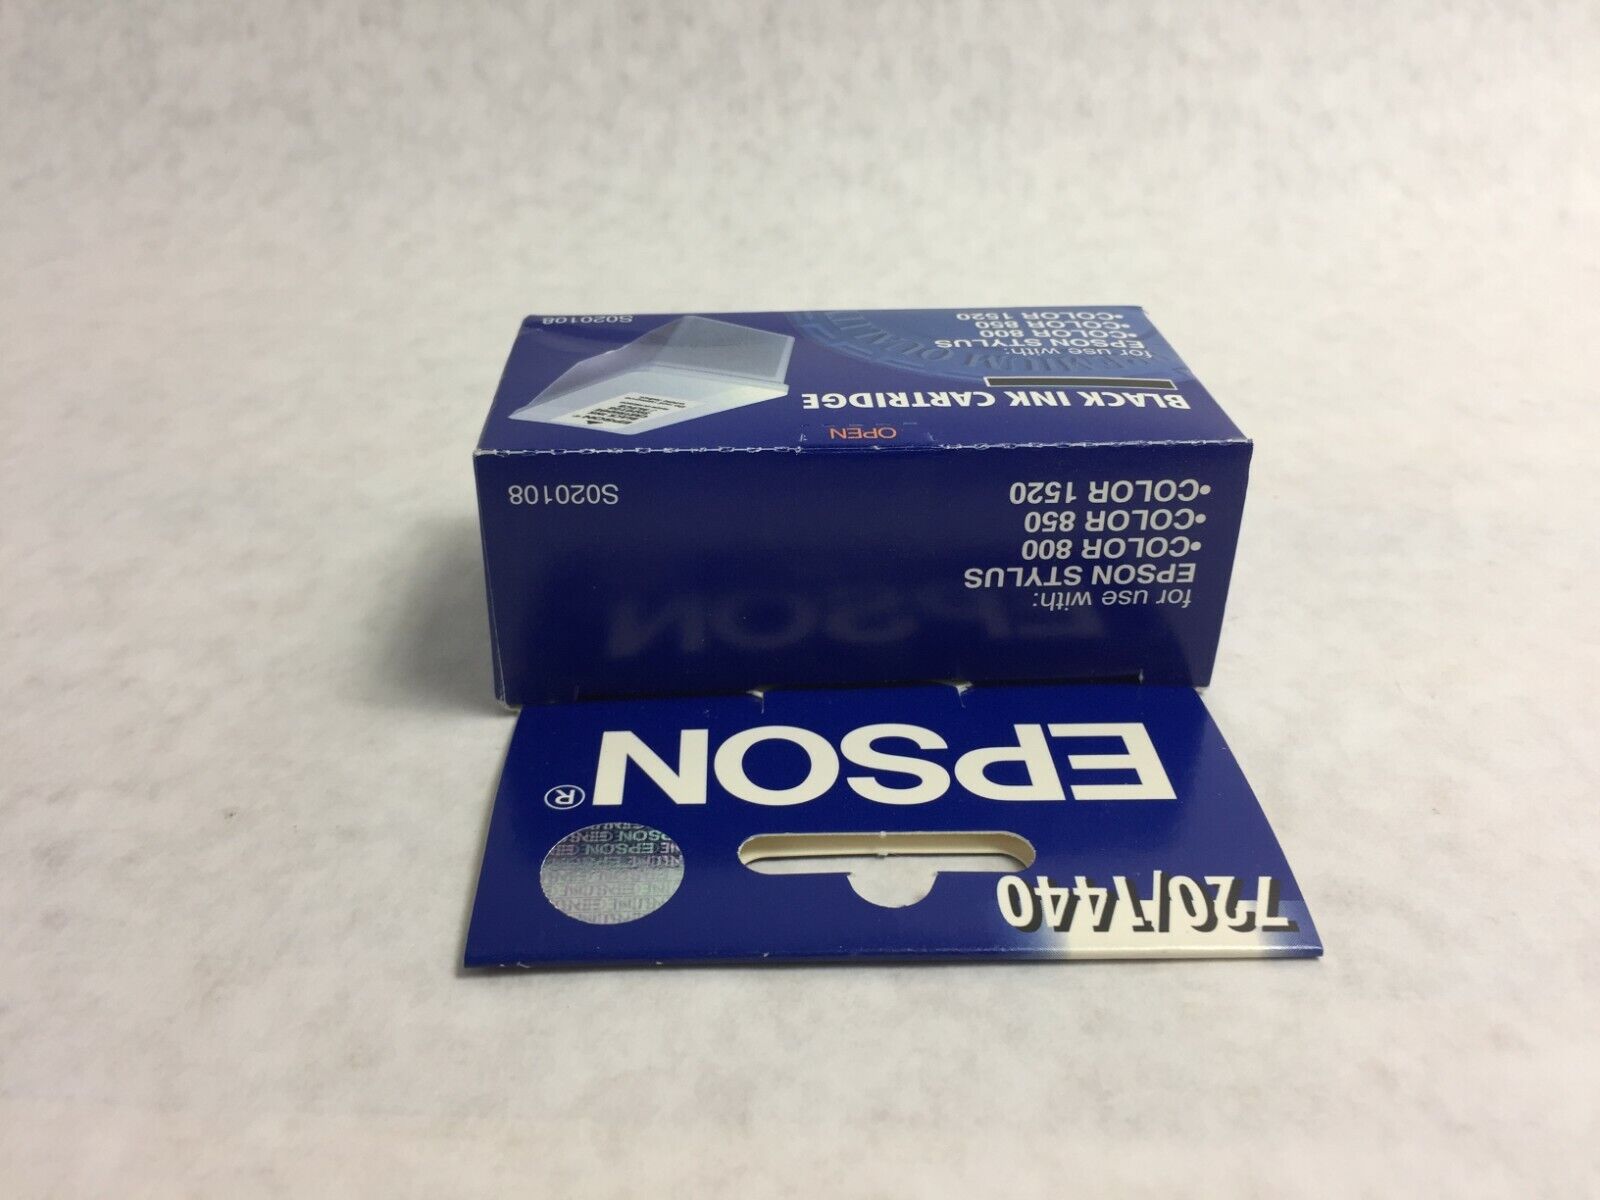 720/1440
EPSON®
for use with:
EPSON STYLUS
•COLOR 800
•COLOR 850
•COLOR 1520
S020108
OPEN
BLACK INK CARTRIDGE
for use with:
EPSON STYLUS
•COLOR 800
•COLOR 850
•COLOR 1520
S020108